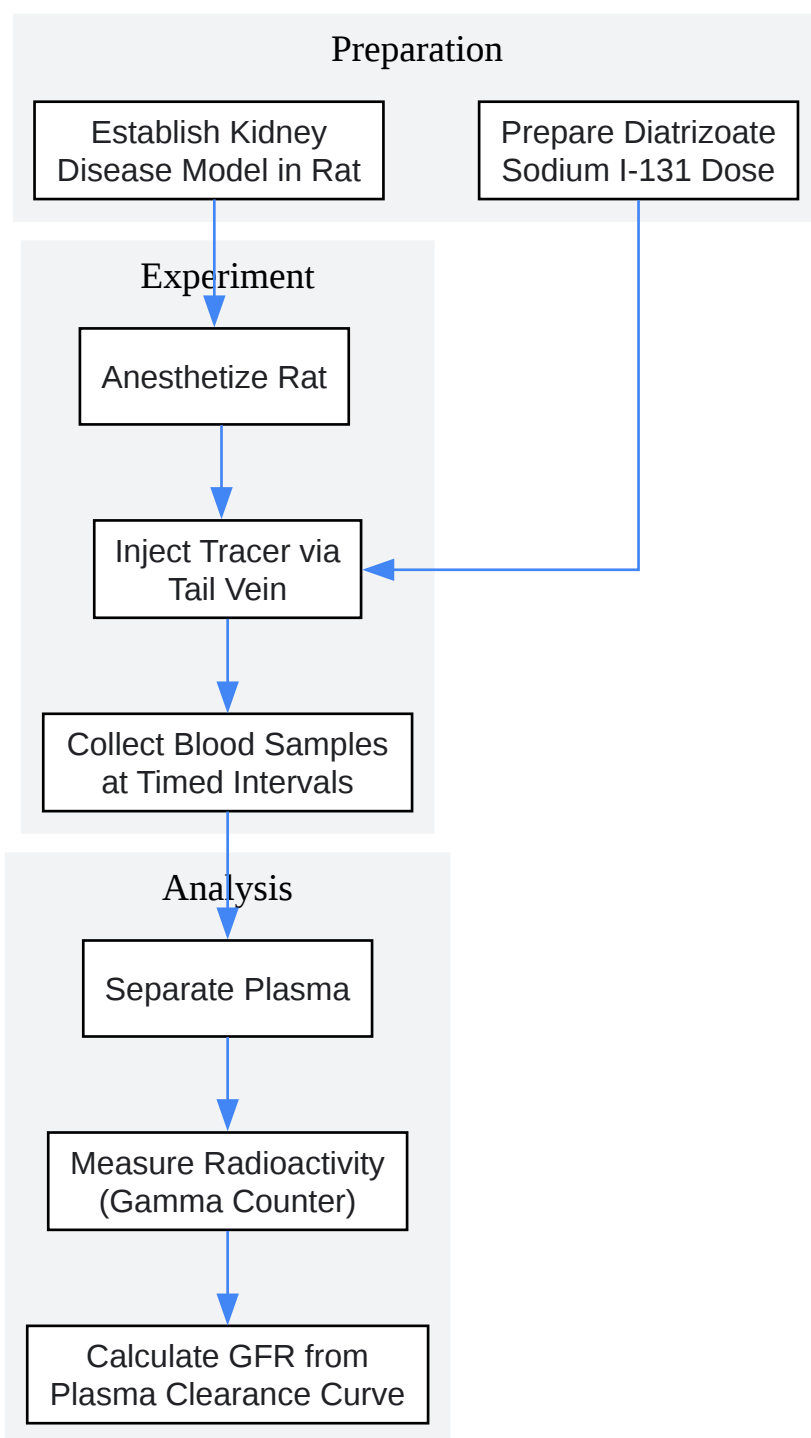 Preparation
Establish Kidney
Disease Model in Rat
Prepare Diatrizoate
Sodium I-131 Dose
Experiment
Anesthetize Rat
Inject Tracer via
Tail Vein
Collect Blood Samples
at Timed Intervals
Analysis
Separate Plasma
Measure Radioactivity
(Gamma Counter)
Calculate GFR from
Plasma Clearance Curve